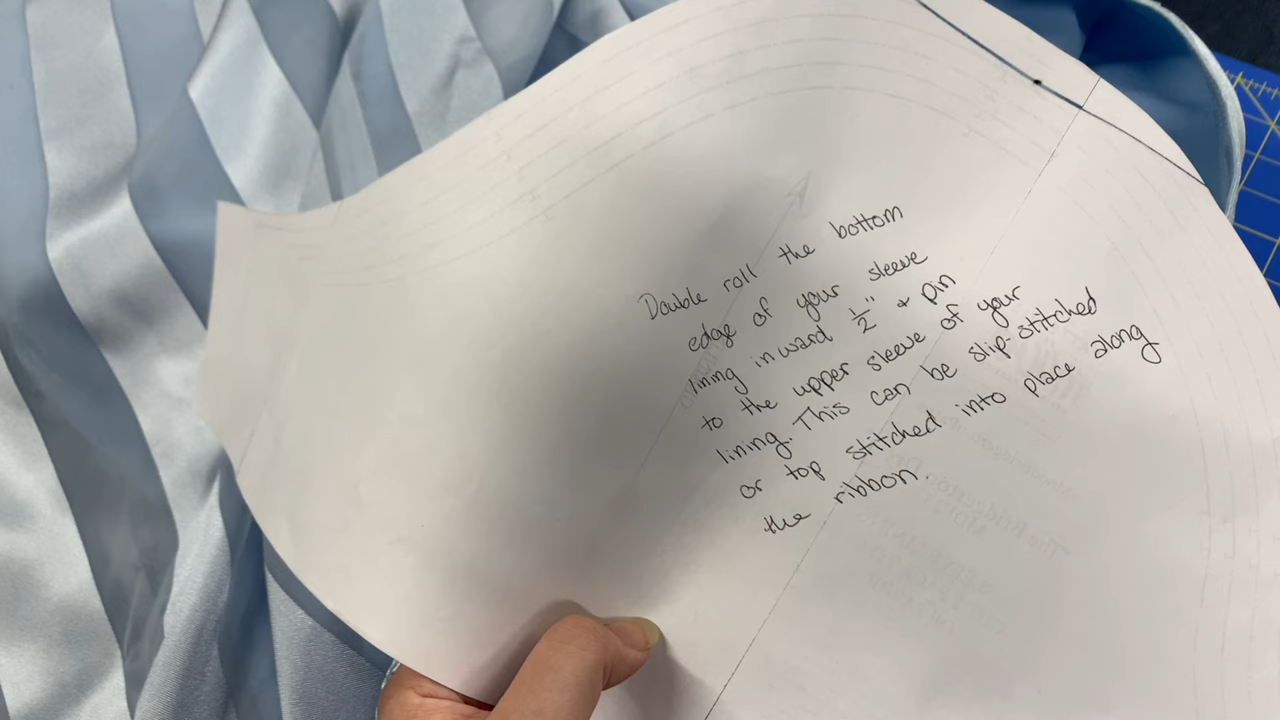 Double roll the bottom
edge of your sleeve
lining inward 1/2" + pin
to the upper sleeve of your
lining. This can be slip-stitched
or top stitched into place along
the ribbon.